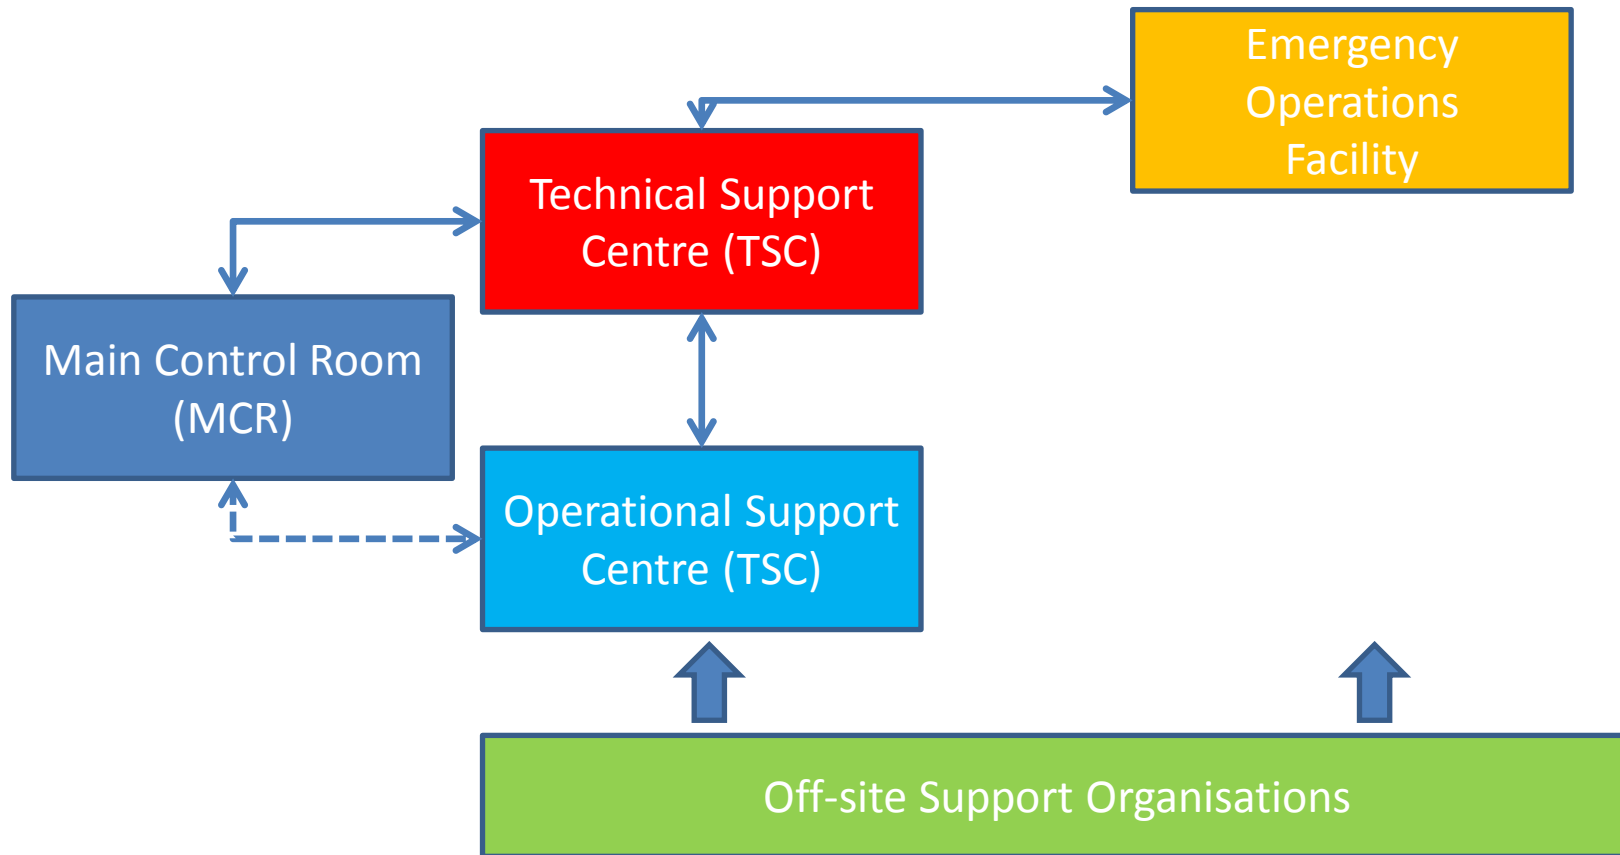 Emergency
Operations
Facility
Technical Support
Centre (TSC)
Main Control Room
(MCR)
Operational Support
Centre (TSC)
Off-site Support Organisations